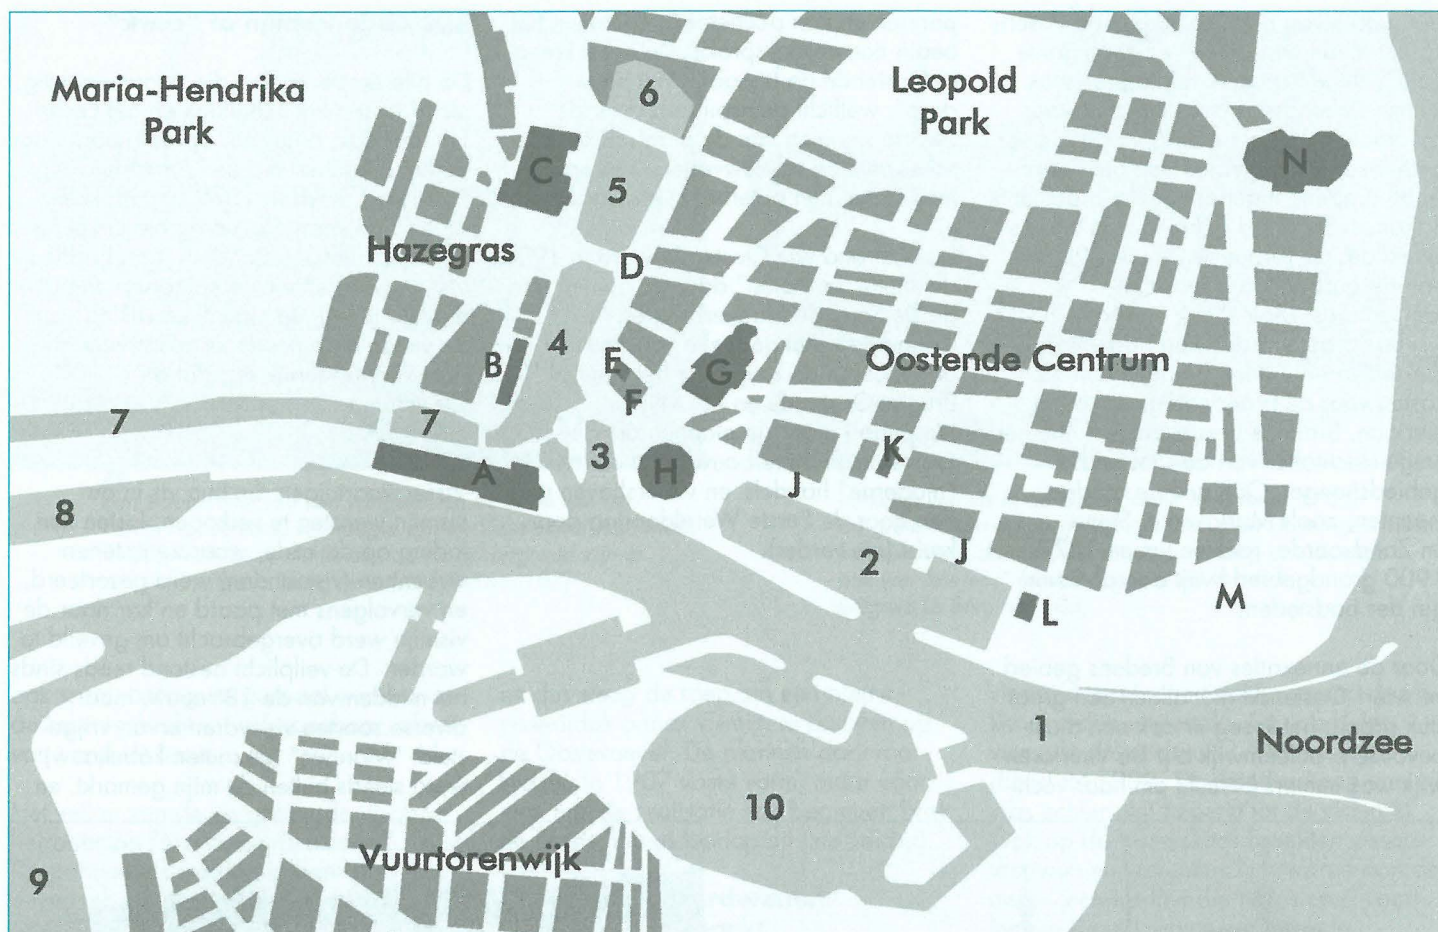 Maria-Hendrika
Park
6
Leopold
Park
C
5
N
Hazegras
D
B
4
E
F
G
Oostende Centrum
7
7
A
3
H
J
K
8
2
J
L
M
1
Noordzee
10
Vuurtorenwijk
9